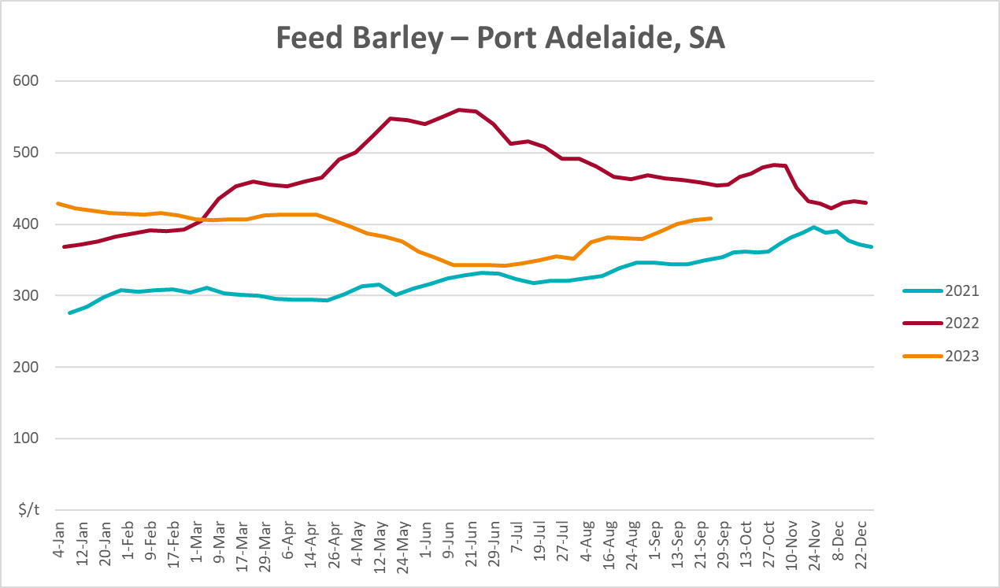 Feed Barley – Port Adelaide, SA
600
500
400
300
200
100
$/t
4-Jan
12-Jan
20-Jan
1-Feb
9-Feb
17-Feb
1-Mar
9-Mar
17-Mar
29-Mar
6-Apr
14-Apr
26-Apr
4-May
12-May
24-May
1-Jun
9-Jun
21-Jun
29-Jun
7-Jul
19-Jul
27-Jul
4-Aug
16-Aug
24-Aug
1-Sep
13-Sep
21-Sep
29-Sep
13-Oct
27-Oct
10-Nov
24-Nov
8-Dec
22-Dec
2021
2022
2023